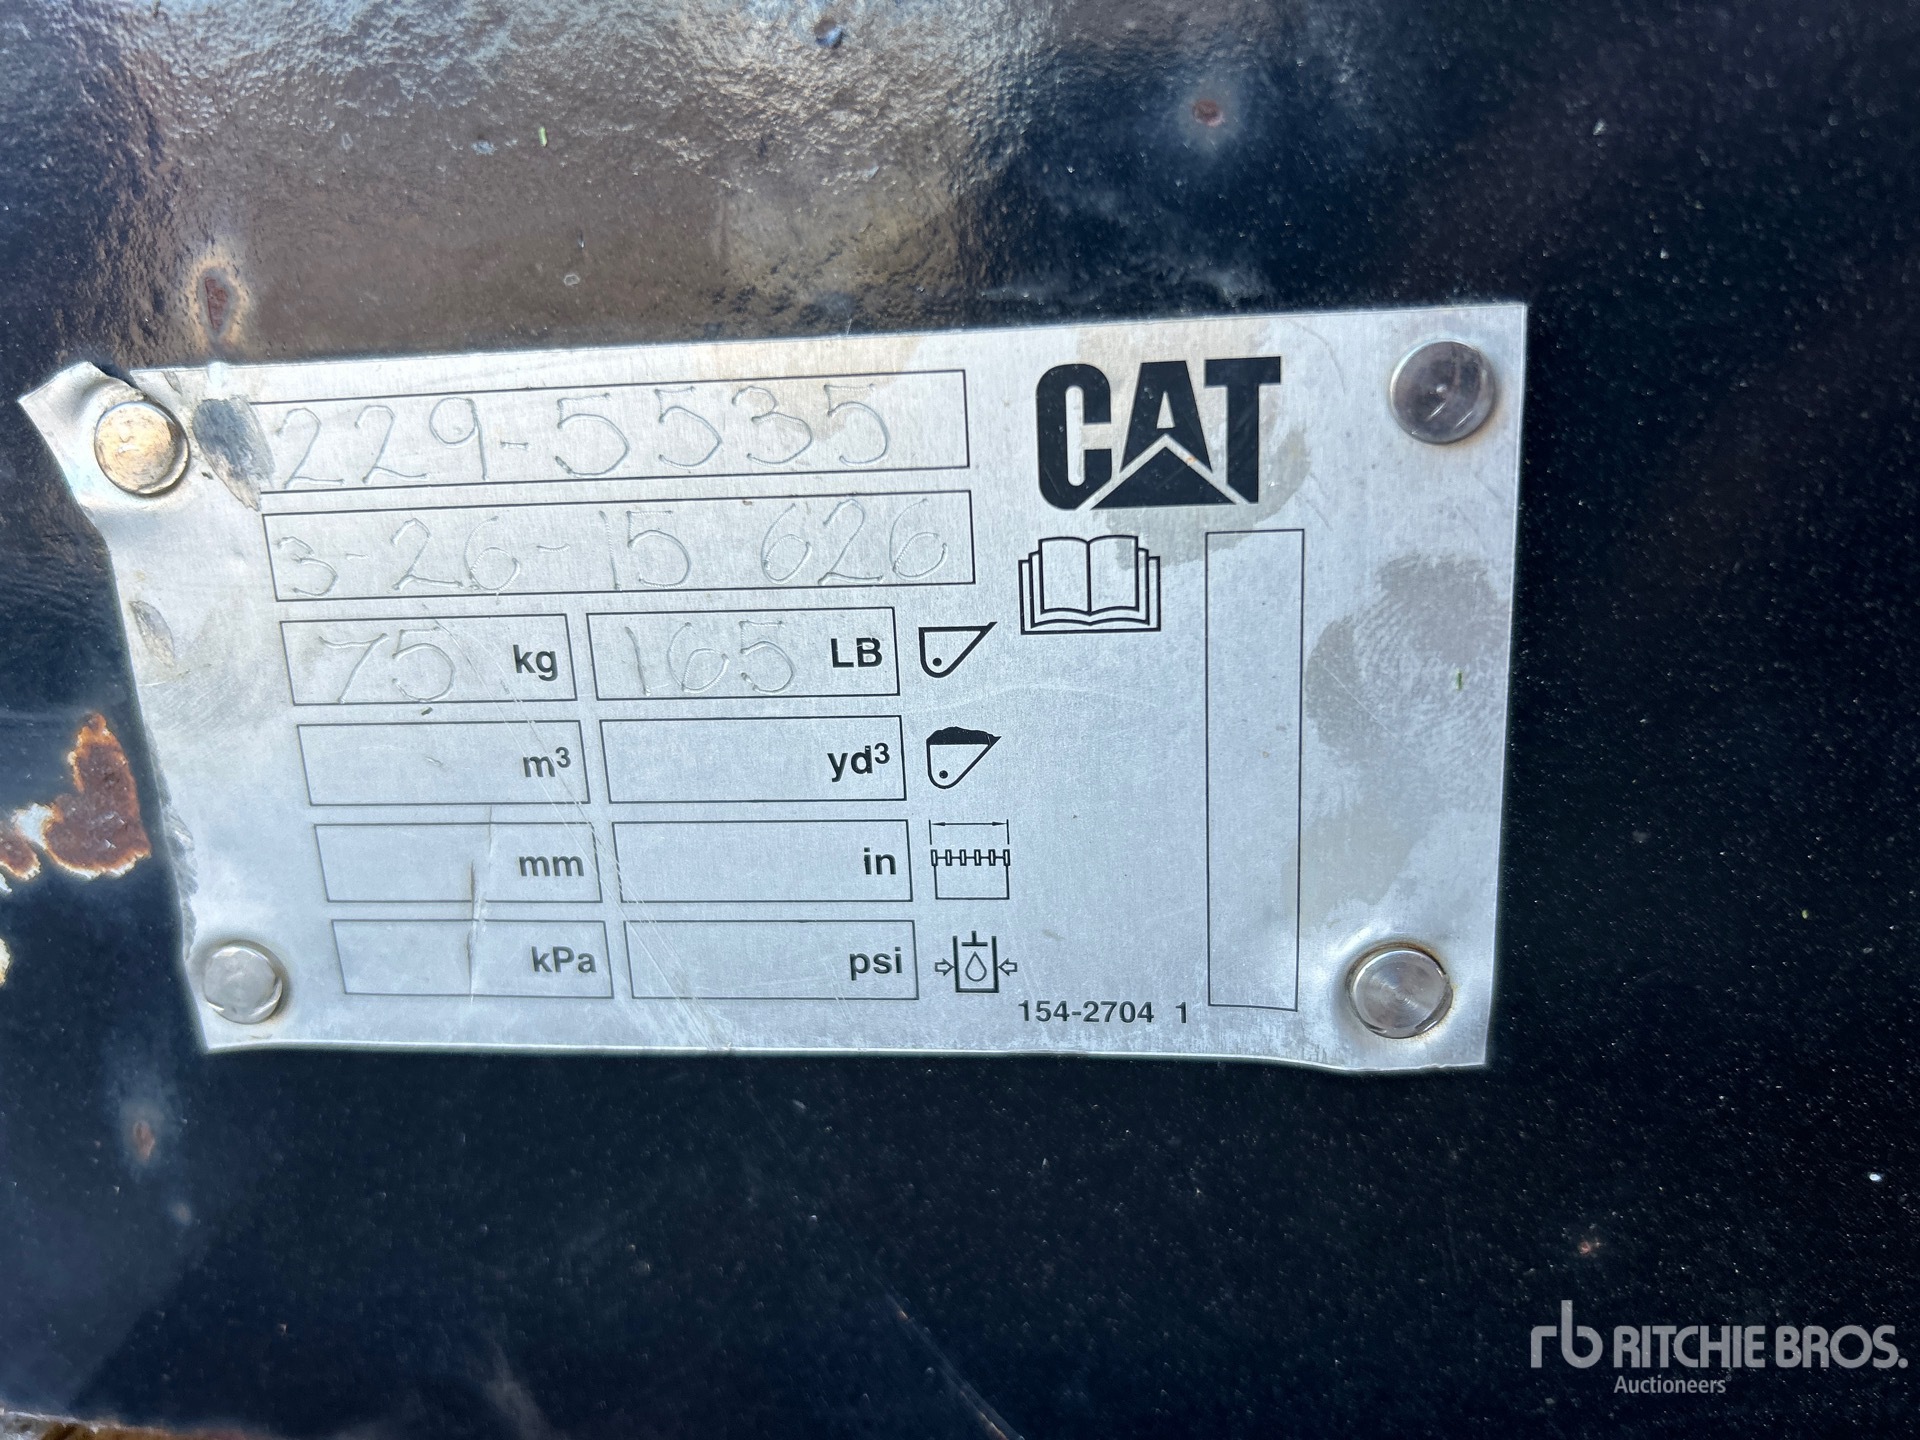 229-5535
CAT
3-26-15 626
75 kg 165 LB
m³ yd³
mm in
kPa psi
154-2704 1
rb RITCHIE BROS.
Auctioneers